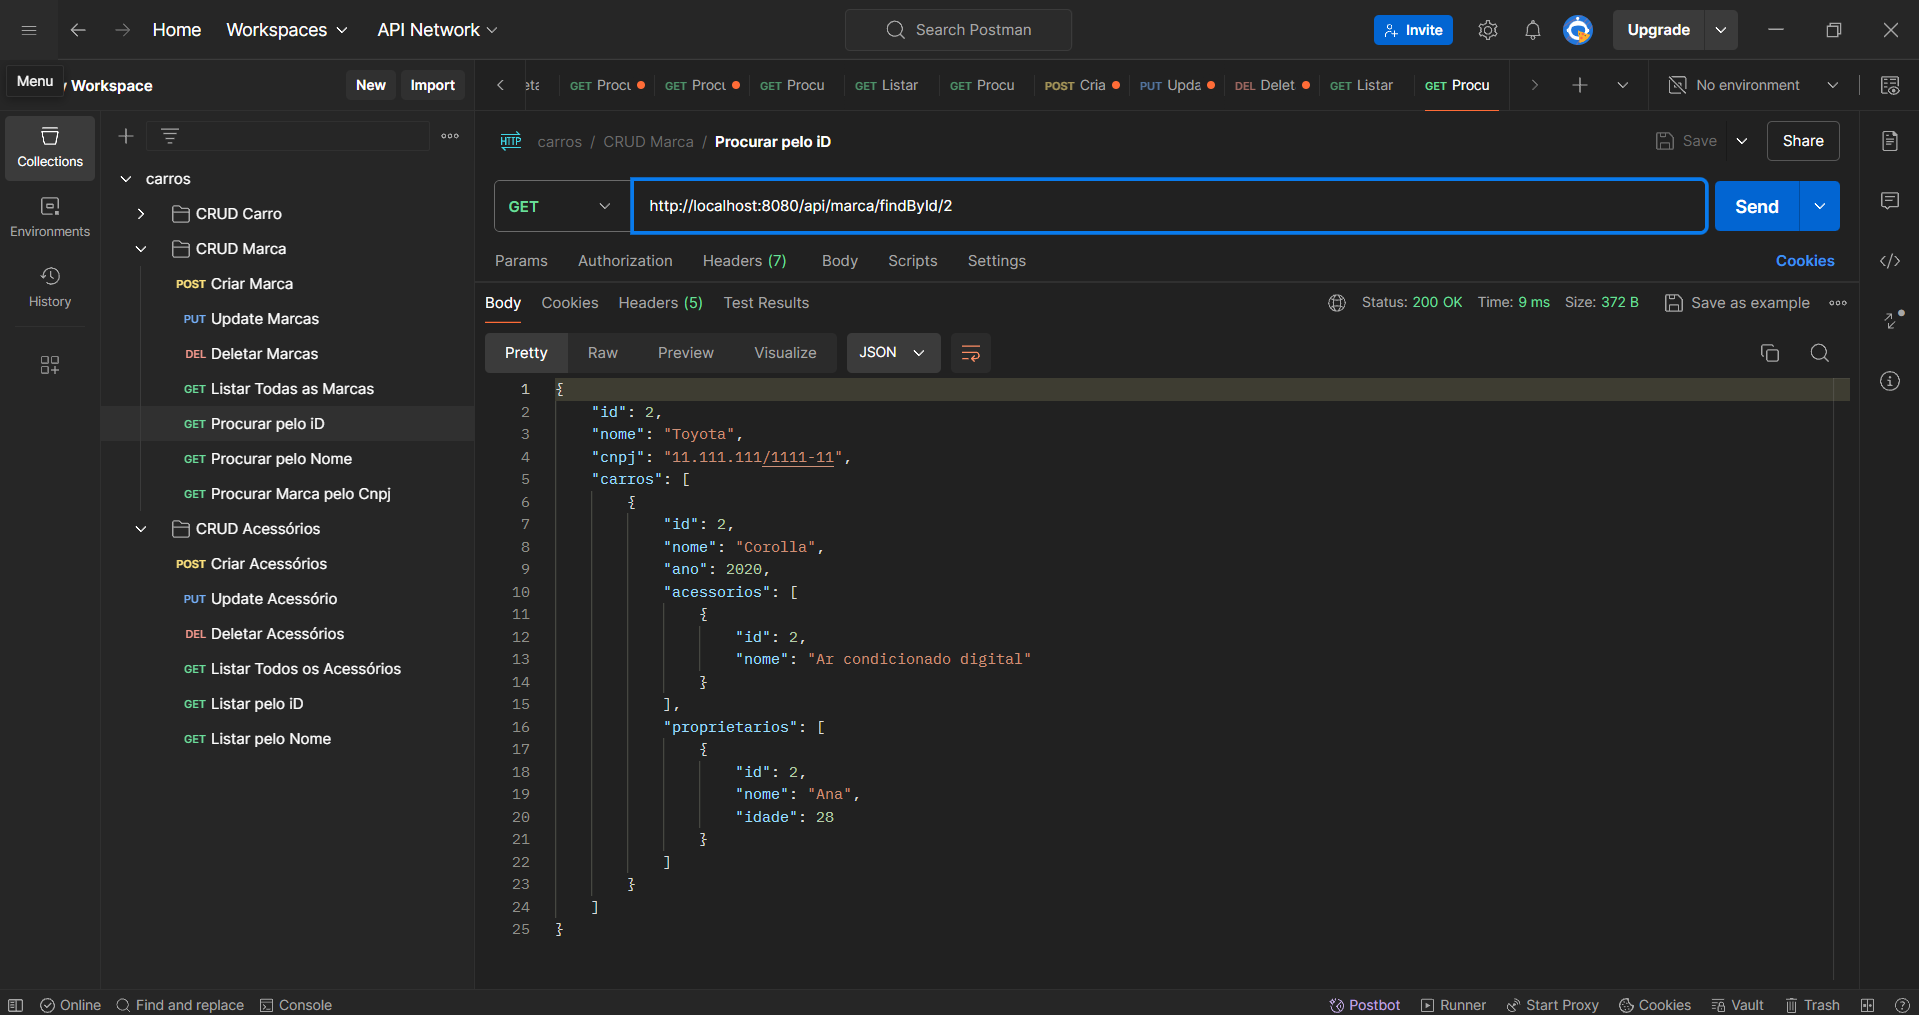 Home Workspaces API Network Search Postman Invite Upgrade
Menu Workspace New Import
GET Procu GET Procu GET Procu GET Listar GET Procu POST Cria PUT Upda DEL Delet GET Listar GET Procu No environment
carros / CRUD Marca / Procurar pelo iD Save Share
GET http://localhost:8080/api/marca/findById/2 Send
Params Authorization Headers (7) Body Scripts Settings Cookies
Body Cookies Headers (5) Test Results Status: 200 OK Time: 9 ms Size: 372 B Save as example
Pretty Raw Preview Visualize JSON
Collections
Environments
History
carros
CRUD Carro
CRUD Marca
POST Criar Marca
PUT Update Marcas
DEL Deletar Marcas
GET Listar Todas as Marcas
GET Procurar pelo iD
GET Procurar pelo Nome
GET Procurar Marca pelo Cnpj
CRUD Acessórios
POST Criar Acessórios
PUT Update Acessório
DEL Deletar Acessórios
GET Listar Todos os Acessórios
GET Listar pelo iD
GET Listar pelo Nome
1 {
2 "id": 2,
3 "nome": "Toyota",
4 "cnpj": "11.111.111/1111-11",
5 "carros": [
6 {
7 "id": 2,
8 "nome": "Corolla",
9 "ano": 2020,
10 "acessorios": [
11 {
12 "id": 2,
13 "nome": "Ar condicionado digital"
14 }
15 ],
16 "proprietarios": [
17 {
18 "id": 2,
19 "nome": "Ana",
20 "idade": 28
21 }
22 ]
23 }
24 ]
25 }
Online Find and replace Console Postbot Runner Start Proxy Cookies Vault Trash